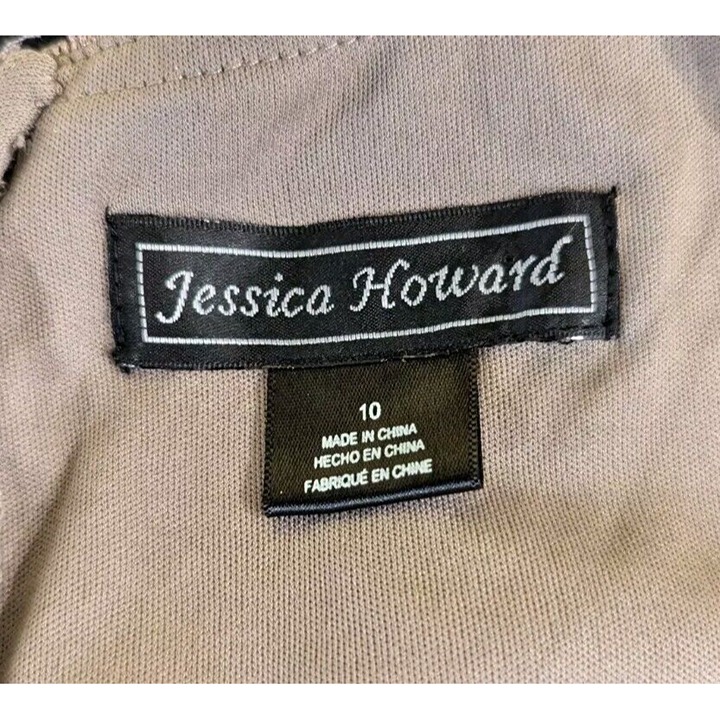 Jessica Howard
10
MADE IN CHINA
HECHO EN CHINA
FABRIQUÉ EN CHINE